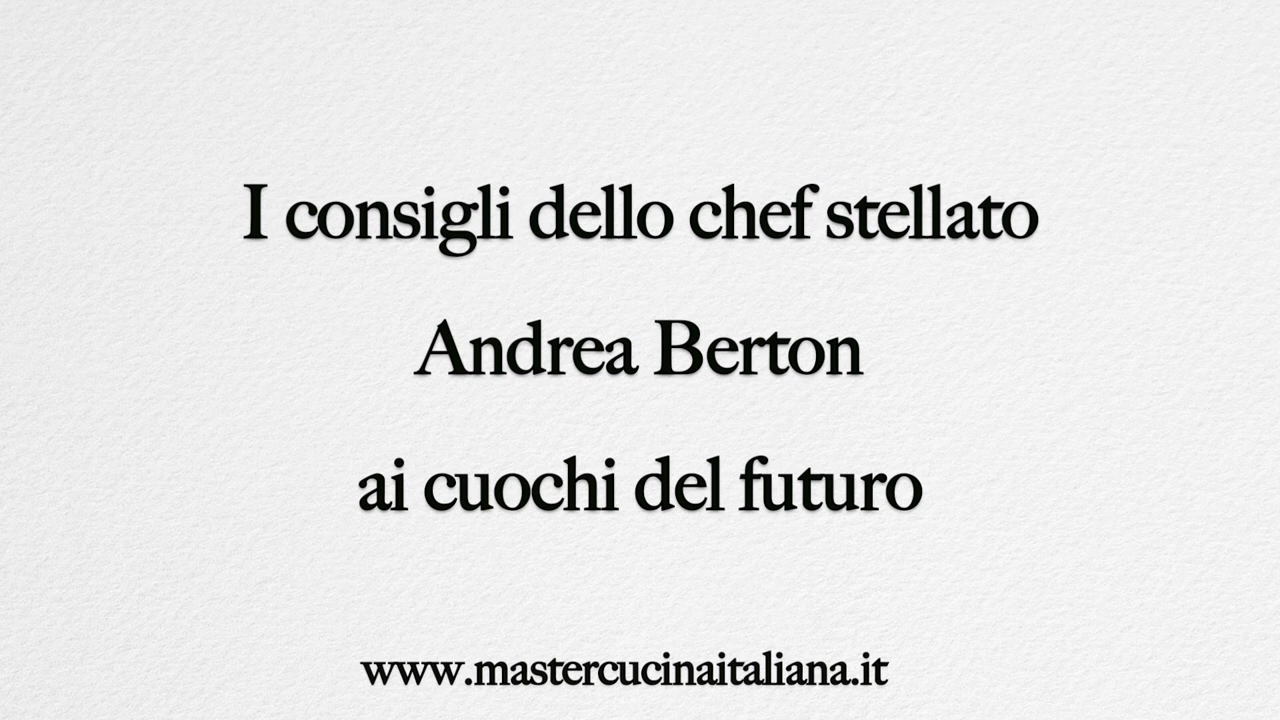 I consigli dello chef stellato
Andrea Berton
ai cuochi del futuro
www.mastercucinaitaliana.it